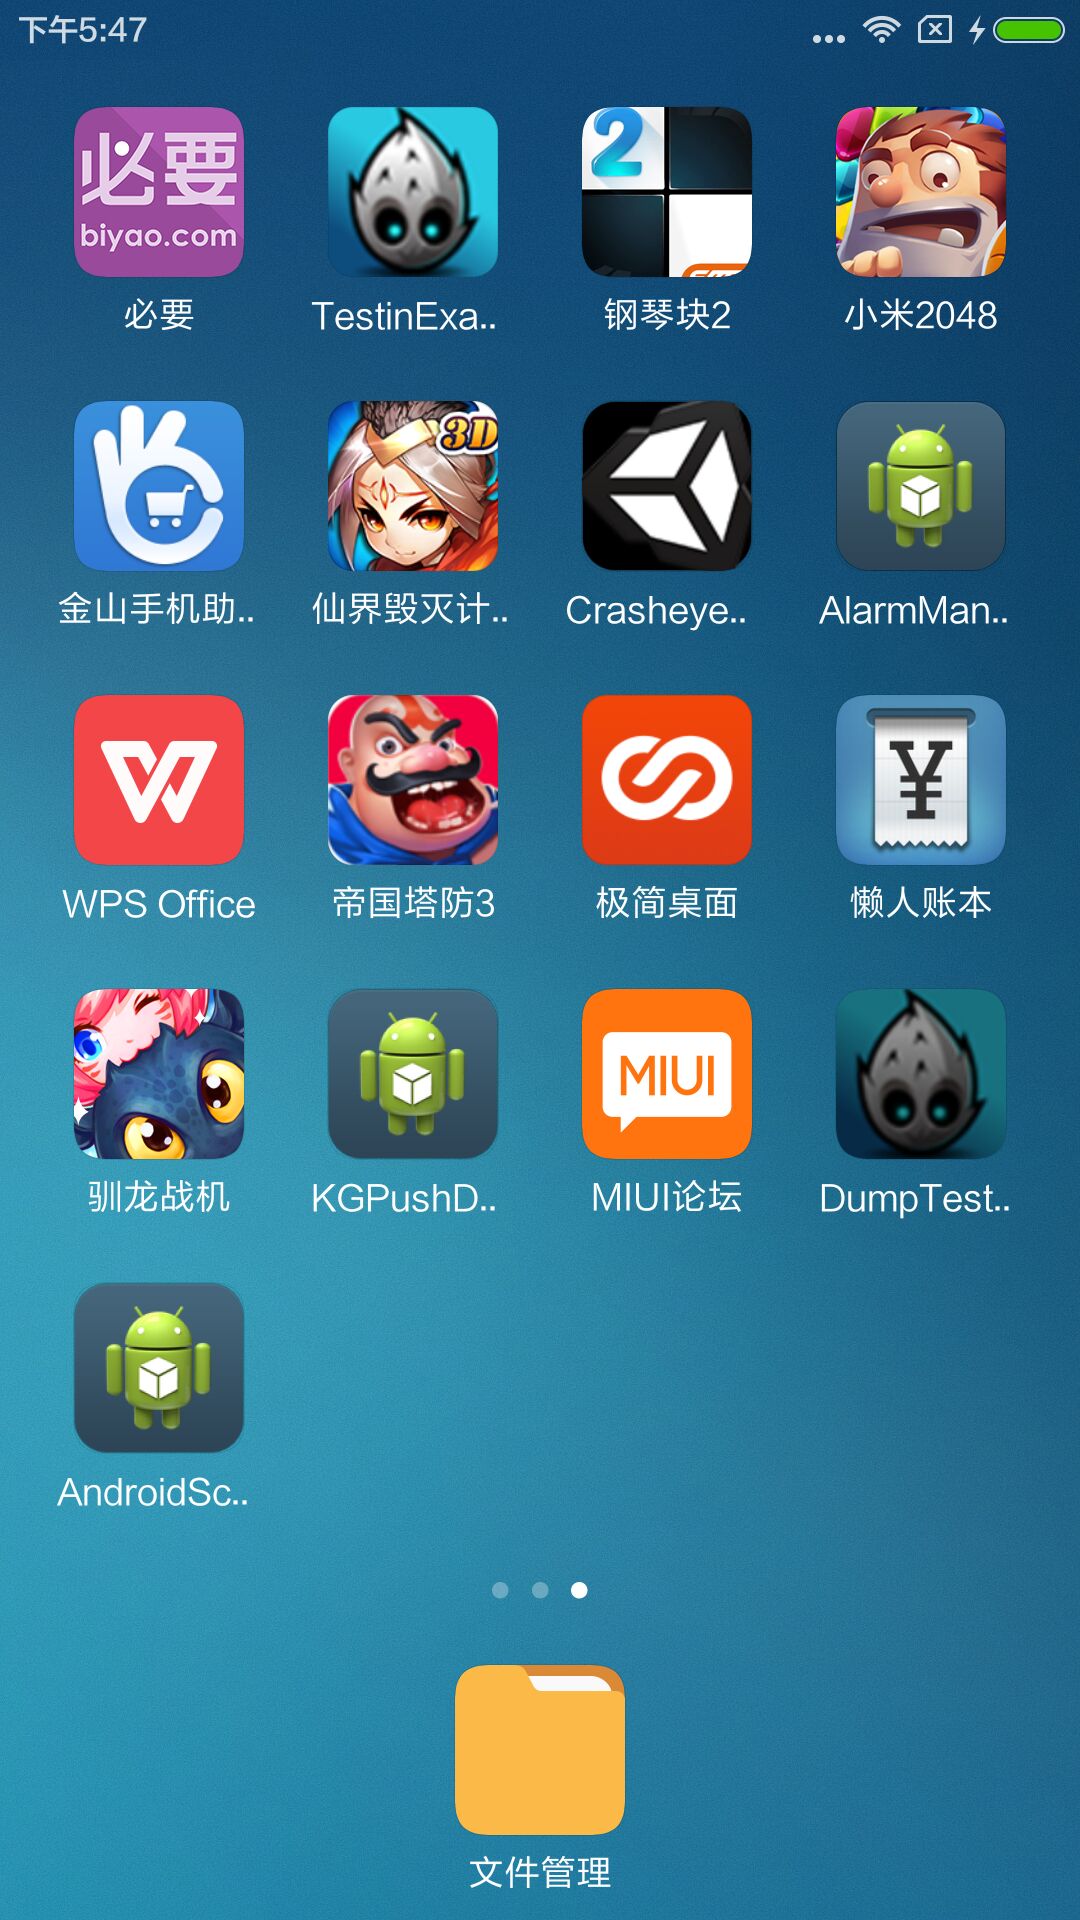 下午5:47
必要
biyao.com
2
必要
TestinExa..
钢琴块2
小米2048
3D
金山手机助..
仙界毁灭计..
Crasheye..
AlarmMan..
¥
WPS Office
帝国塔防3
极简桌面
懒人账本
MIUI
驯龙战机
KGPushD..
MIUI论坛
DumpTest..
AndroidSc..
文件管理